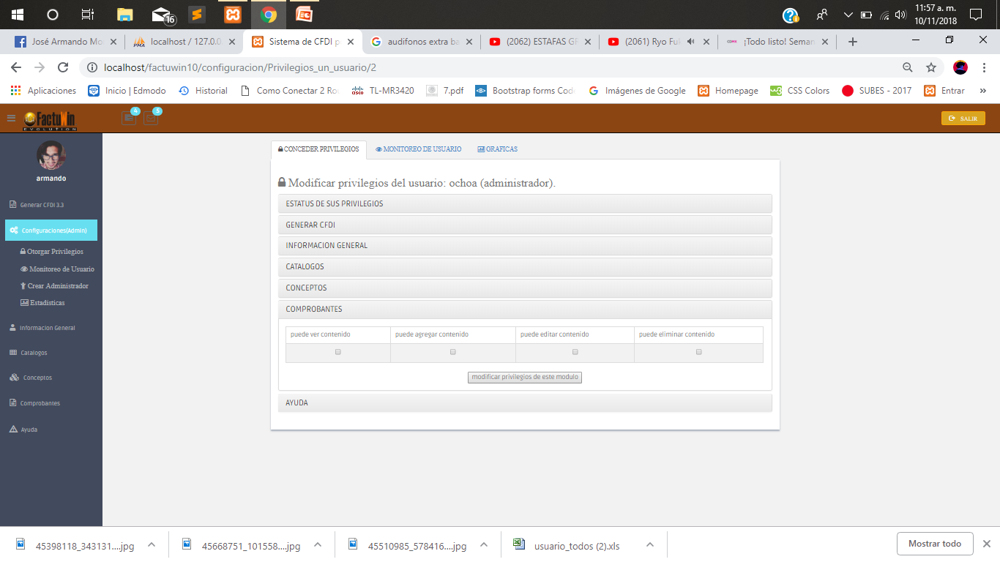 16
11:57 a. m.
10/11/2018
José Armando Mo
localhost / 127.0.0.
Sistema de CFDI p
audifonos extra ba
(2062) ESTAFAS GR
(2061) Ryo Fuk
¡Todo listo! Seman
localhost/factuwin10/configuracion/Privilegios_un_usuario/2
Aplicaciones
Inicio | Edmodo
Historial
Como Conectar 2 Rou
TL-MR3420
7.pdf
Bootstrap forms Code
Imágenes de Google
Homepage
CSS Colors
SUBES - 2017
Entrar
»
FactuWin
EVOLUTION
4
5
SALIR
armando
Generar CFDI 3.3
Configuraciones(Admin)
Otorgar Privilegios
Monitoreo de Usuario
Crear Administrador
Estadisticas
Informacion General
Catalogos
Conceptos
Comprobantes
Ayuda
CONCEDER PRIVILEGIOS
MONITOREO DE USUARIO
GRAFICAS
Modificar privilegios del usuario: ochoa (administrador).
ESTATUS DE SUS PRIVILEGIOS
GENERAR CFDI
INFORMACION GENERAL
CATALOGOS
CONCEPTOS
COMPROBANTES
puede ver contenido
puede agregar contenido
puede editar contenido
puede eliminar contenido
modificar privilegios de este modulo
AYUDA
45398118_343131....jpg
45668751_101558....jpg
45510985_578416....jpg
usuario_todos (2).xls
Mostrar todo